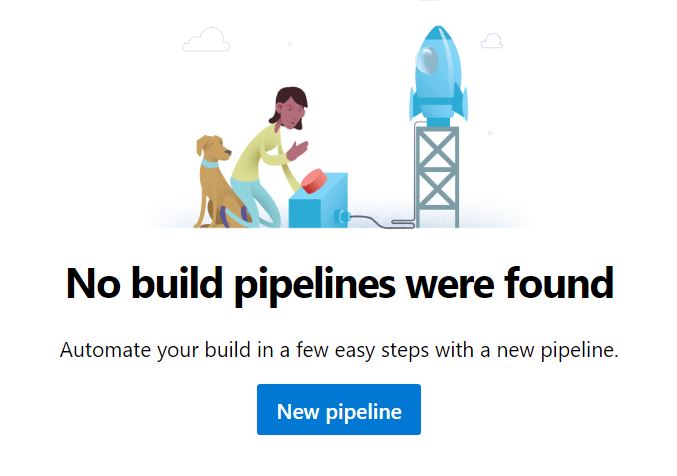 No build pipelines were found
Automate your build in a few easy steps with a new pipeline.
New pipeline